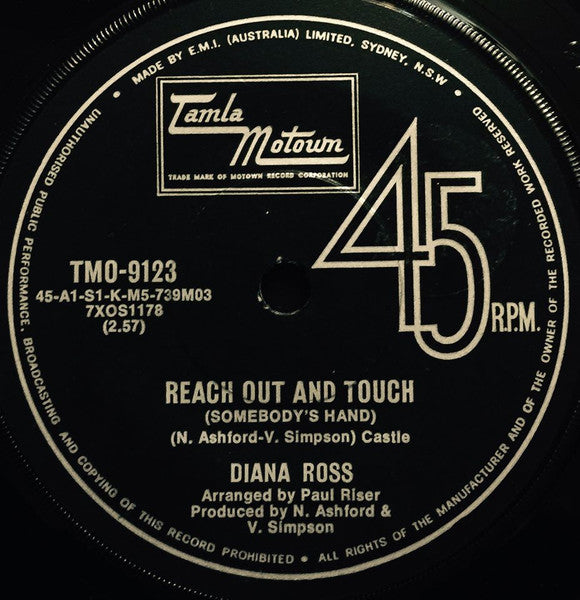 • MADE BY E.M.I. (AUSTRALIA) LIMITED, SYDNEY, N.S.W •
Tamla
Motown
TRADE MARK OF MOTOWN RECORD CORPORATION
45
R.P.M.
TMO-9123
45-A1-S1-K-M5-739M03
7XOS1178
(2.57)
REACH OUT AND TOUCH
(SOMEBODY'S HAND)
(N. Ashford-V. Simpson) Castle
DIANA ROSS
Arranged by Paul Riser
Produced by N. Ashford &
V. Simpson
UNAUTHORISED PUBLIC PERFORMANCE, BROADCASTING AND COPYING OF THIS RECORD PROHIBITED • ALL RIGHTS OF THE MANUFACTURER AND OF THE OWNER OF THE RECORDED WORK RESERVED